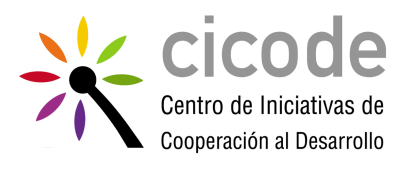 cicode
Centro de Iniciativas de
Cooperación al Desarrollo